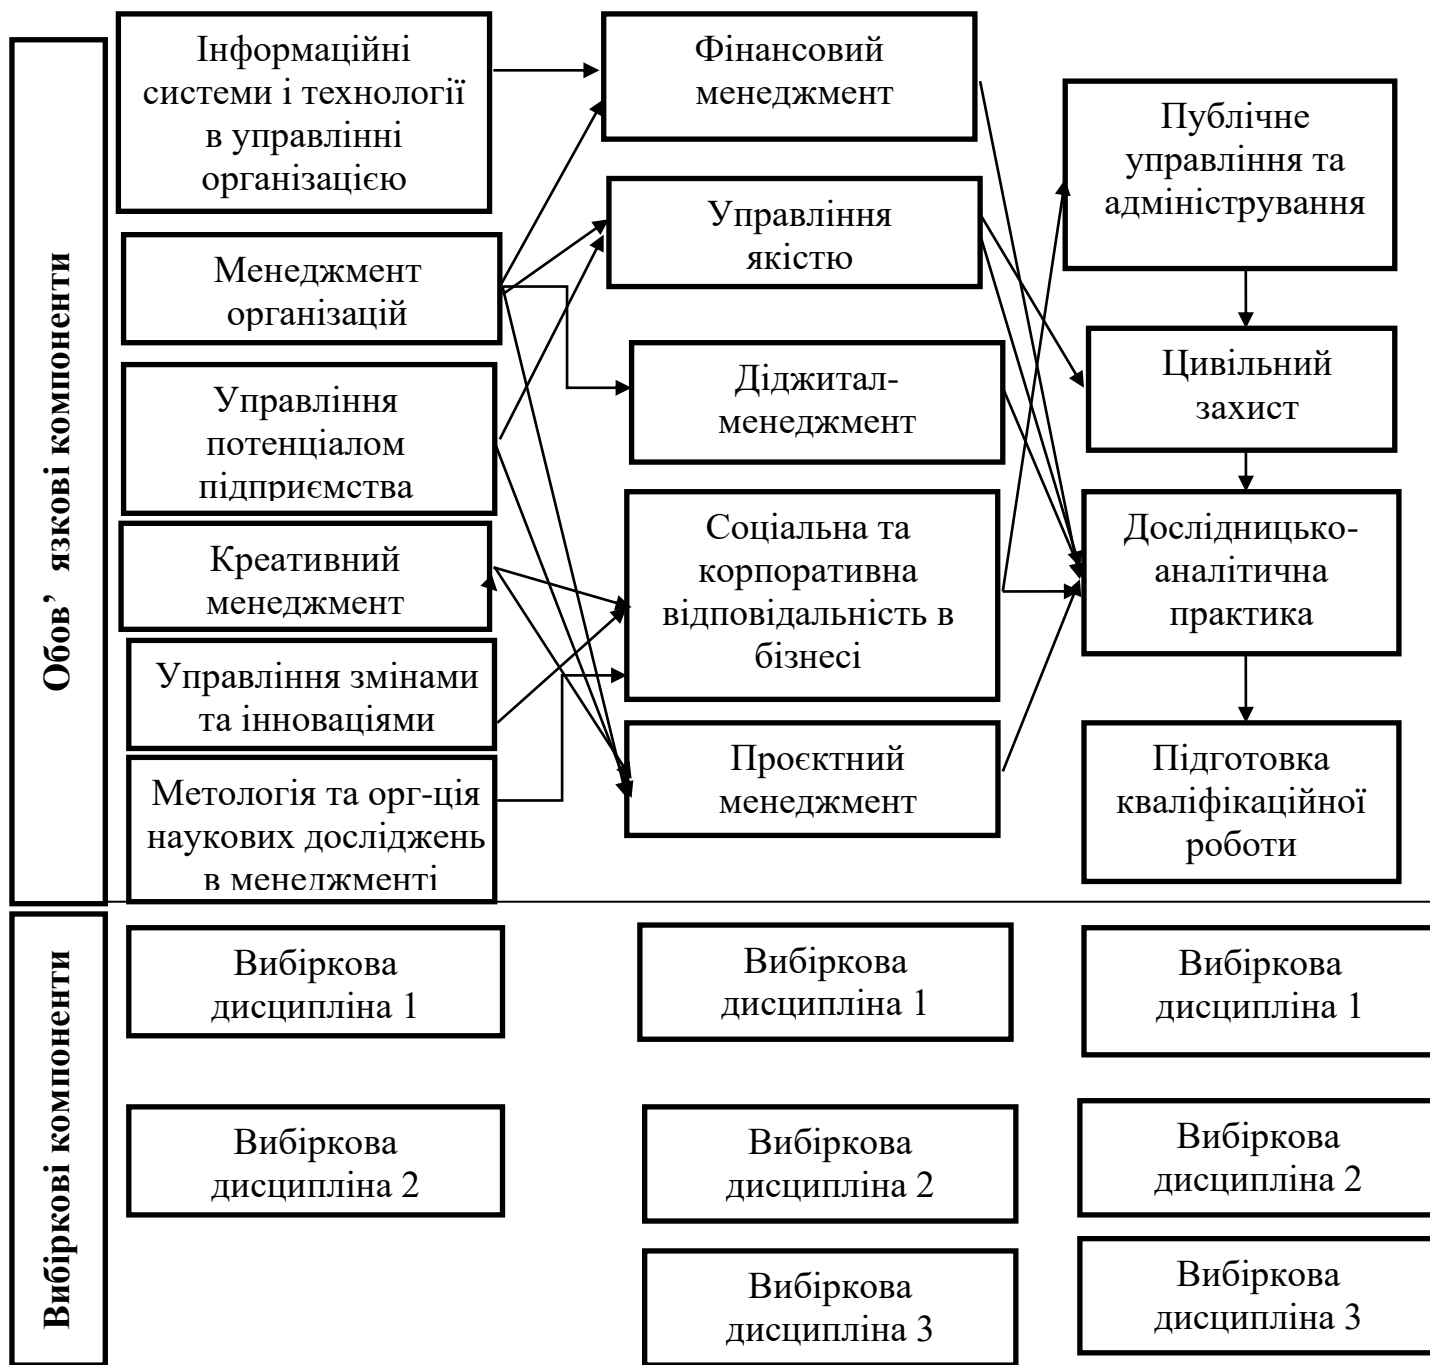 Обов’ язкові компоненти
Інформаційні
системи і технології
в управлінні
організацією
Менеджмент
організацій
Управління
потенціалом
підприємства
Креативний
менеджмент
Управління змінами
та інноваціями
Метологія та орг-ція
наукових досліджень
в менеджменті
Фінансовий
менеджмент
Управління
якістю
Діджитал-
менеджмент
Соціальна та
корпоративна
відповідальність в
бізнесі
Проєктний
менеджмент
Публічне
управління та
адміністрування
Цивільний
захист
Дослідницько-
аналітична
практика
Підготовка
кваліфікаційної
роботи
Вибіркові компоненти
Вибіркова
дисципліна 1
Вибіркова
дисципліна 2
Вибіркова
дисципліна 1
Вибіркова
дисципліна 2
Вибіркова
дисципліна 3
Вибіркова
дисципліна 1
Вибіркова
дисципліна 2
Вибіркова
дисципліна 3